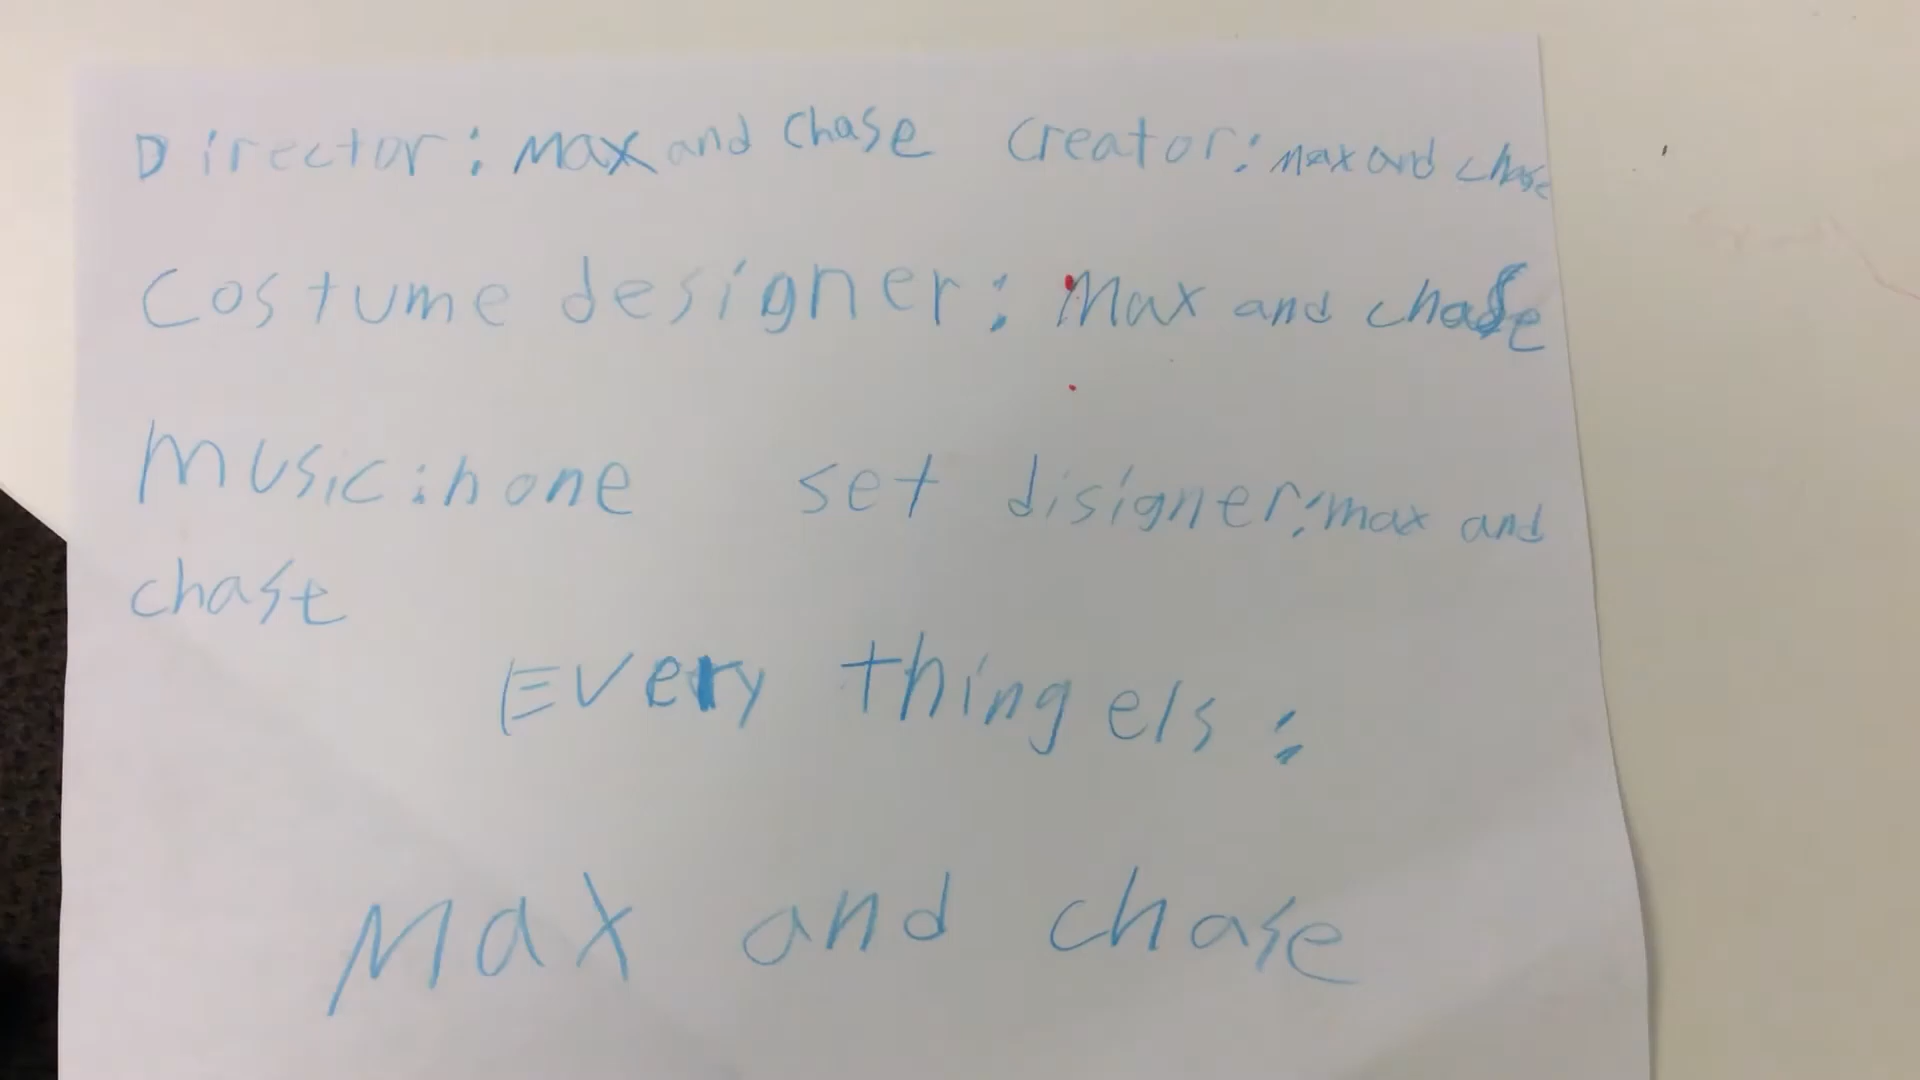 Director: Max and Chase Creator: Max and Chase
Costume designer: Max and chase
Music: none set disigner: max and
chase
Every thing els:
Max and chase